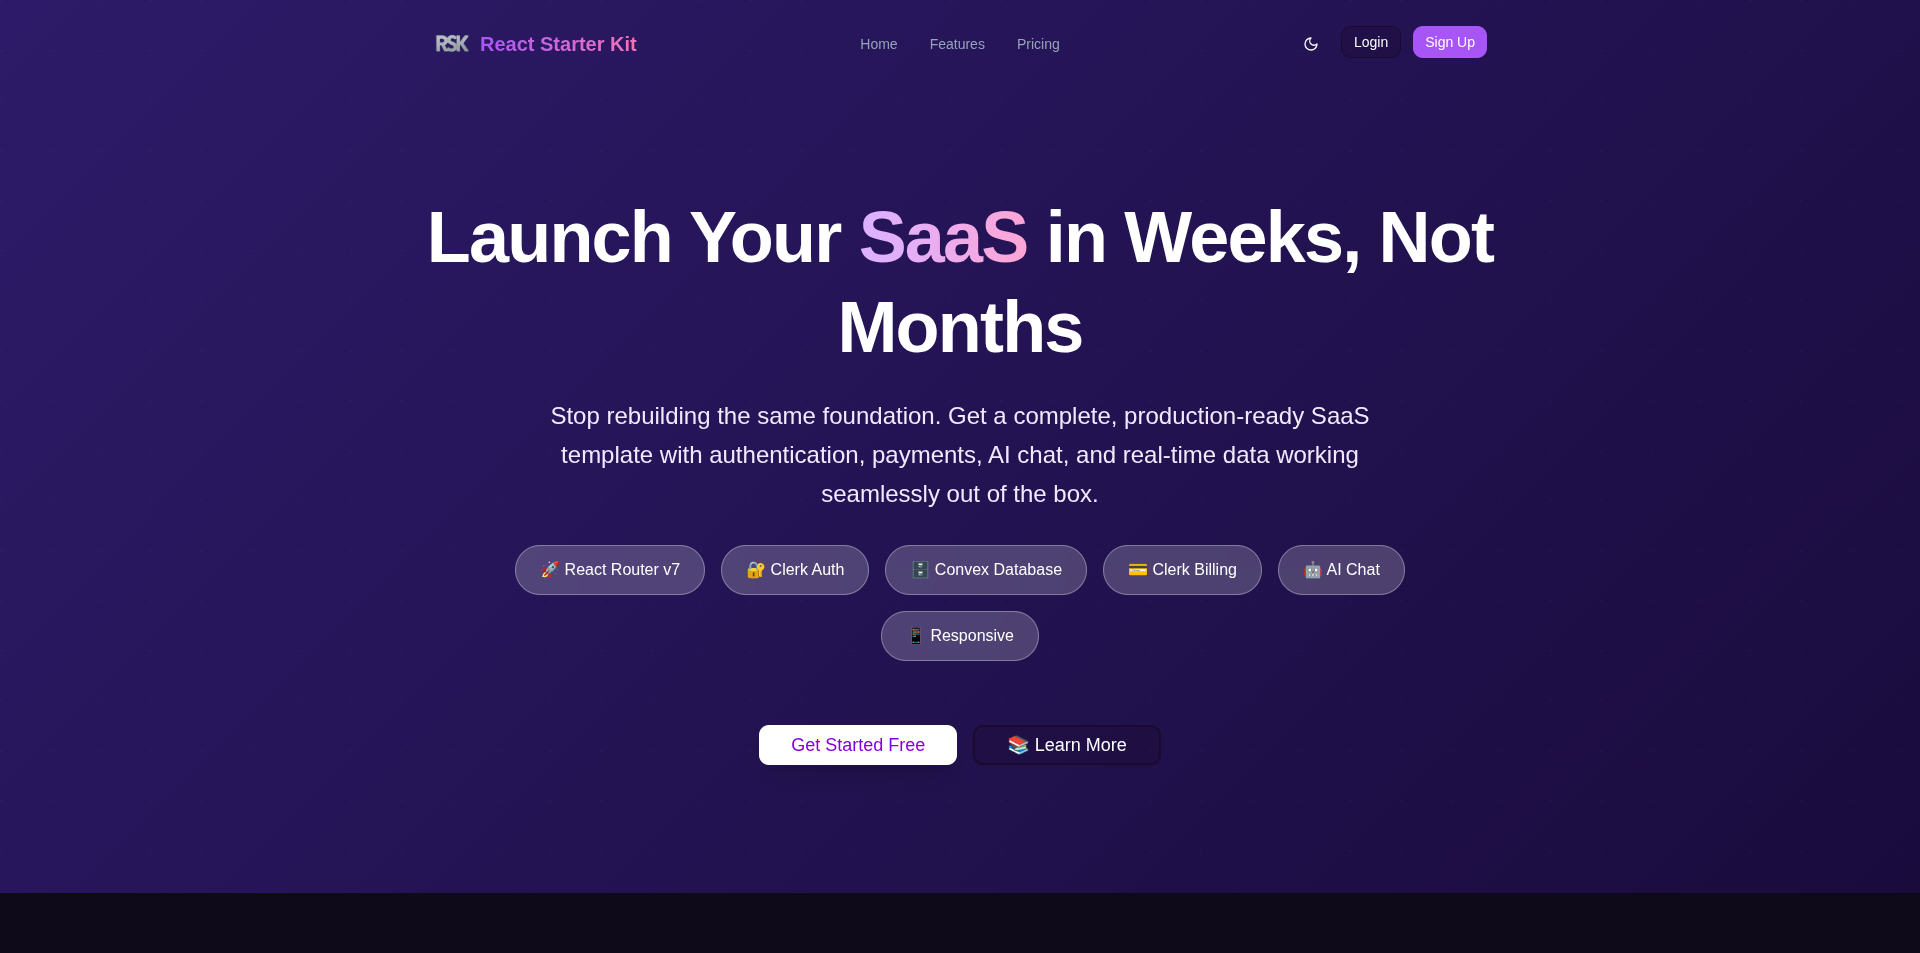 RSK React Starter Kit
Home
Features
Pricing
Login
Sign Up
Launch Your SaaS in Weeks, Not
Months
Stop rebuilding the same foundation. Get a complete, production-ready SaaS
template with authentication, payments, AI chat, and real-time data working
seamlessly out of the box.
🚀 React Router v7
🔐 Clerk Auth
🗄️ Convex Database
💳 Clerk Billing
🤖 AI Chat
📱 Responsive
Get Started Free
📚 Learn More